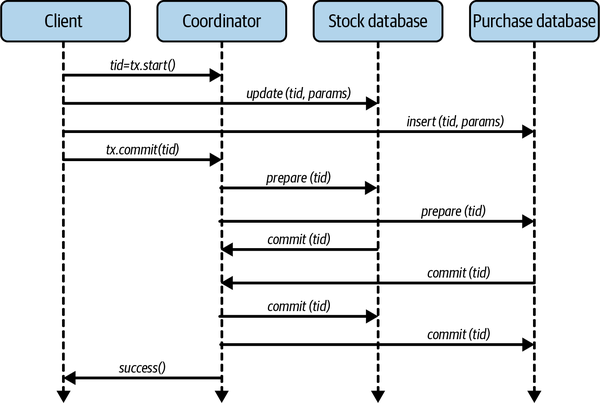 Client
Coordinator
Stock database
Purchase database
tid=tx.start()
update (tid, params)
insert (tid, params)
tx.commit(tid)
prepare (tid)
prepare (tid)
commit (tid)
commit (tid)
commit (tid)
commit (tid)
success()